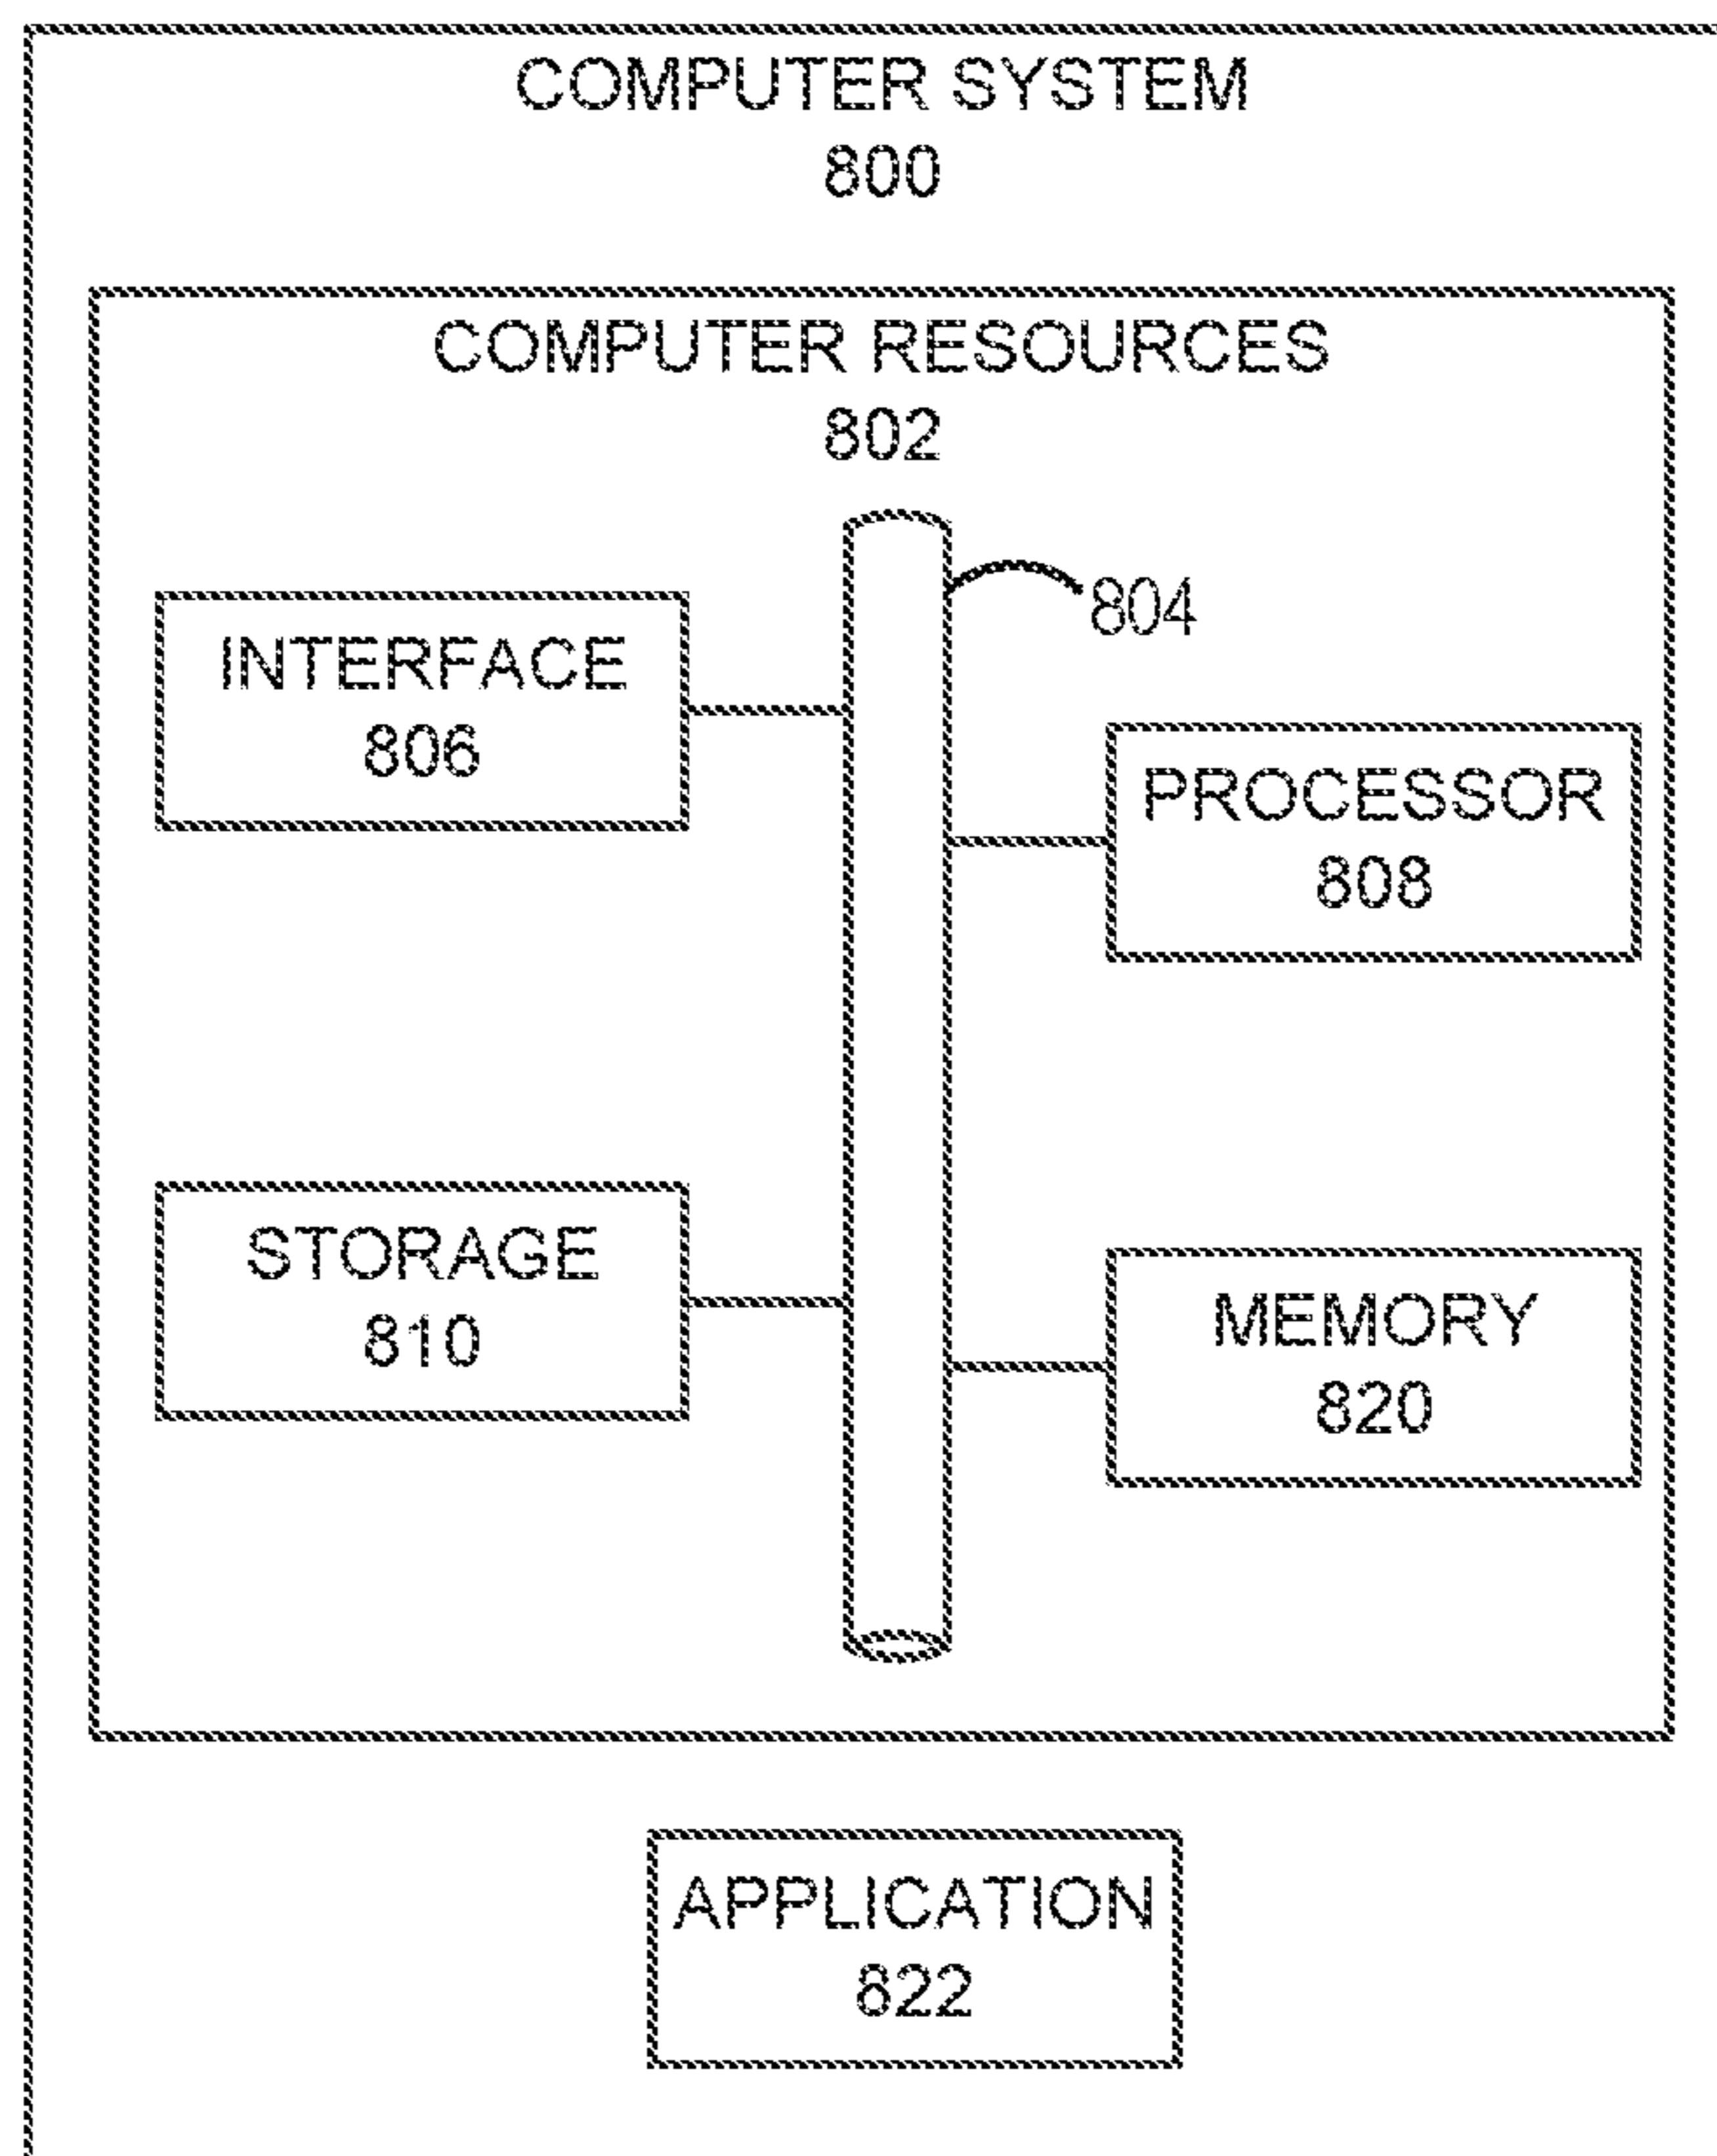 COMPUTER SYSTEM
800
COMPUTER RESOURCES
802
804
INTERFACE
806
PROCESSOR
808
STORAGE
810
MEMORY
820
APPLICATION
822